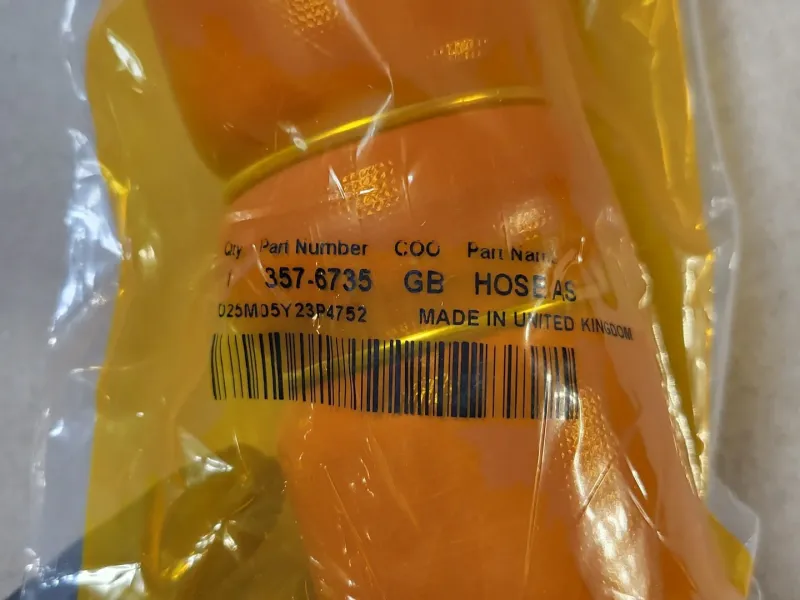 Qty Part Number COO Part Name
1 357-6735 GB HOSE AS
D25M05Y23P4752 MADE IN UNITED KINGDOM